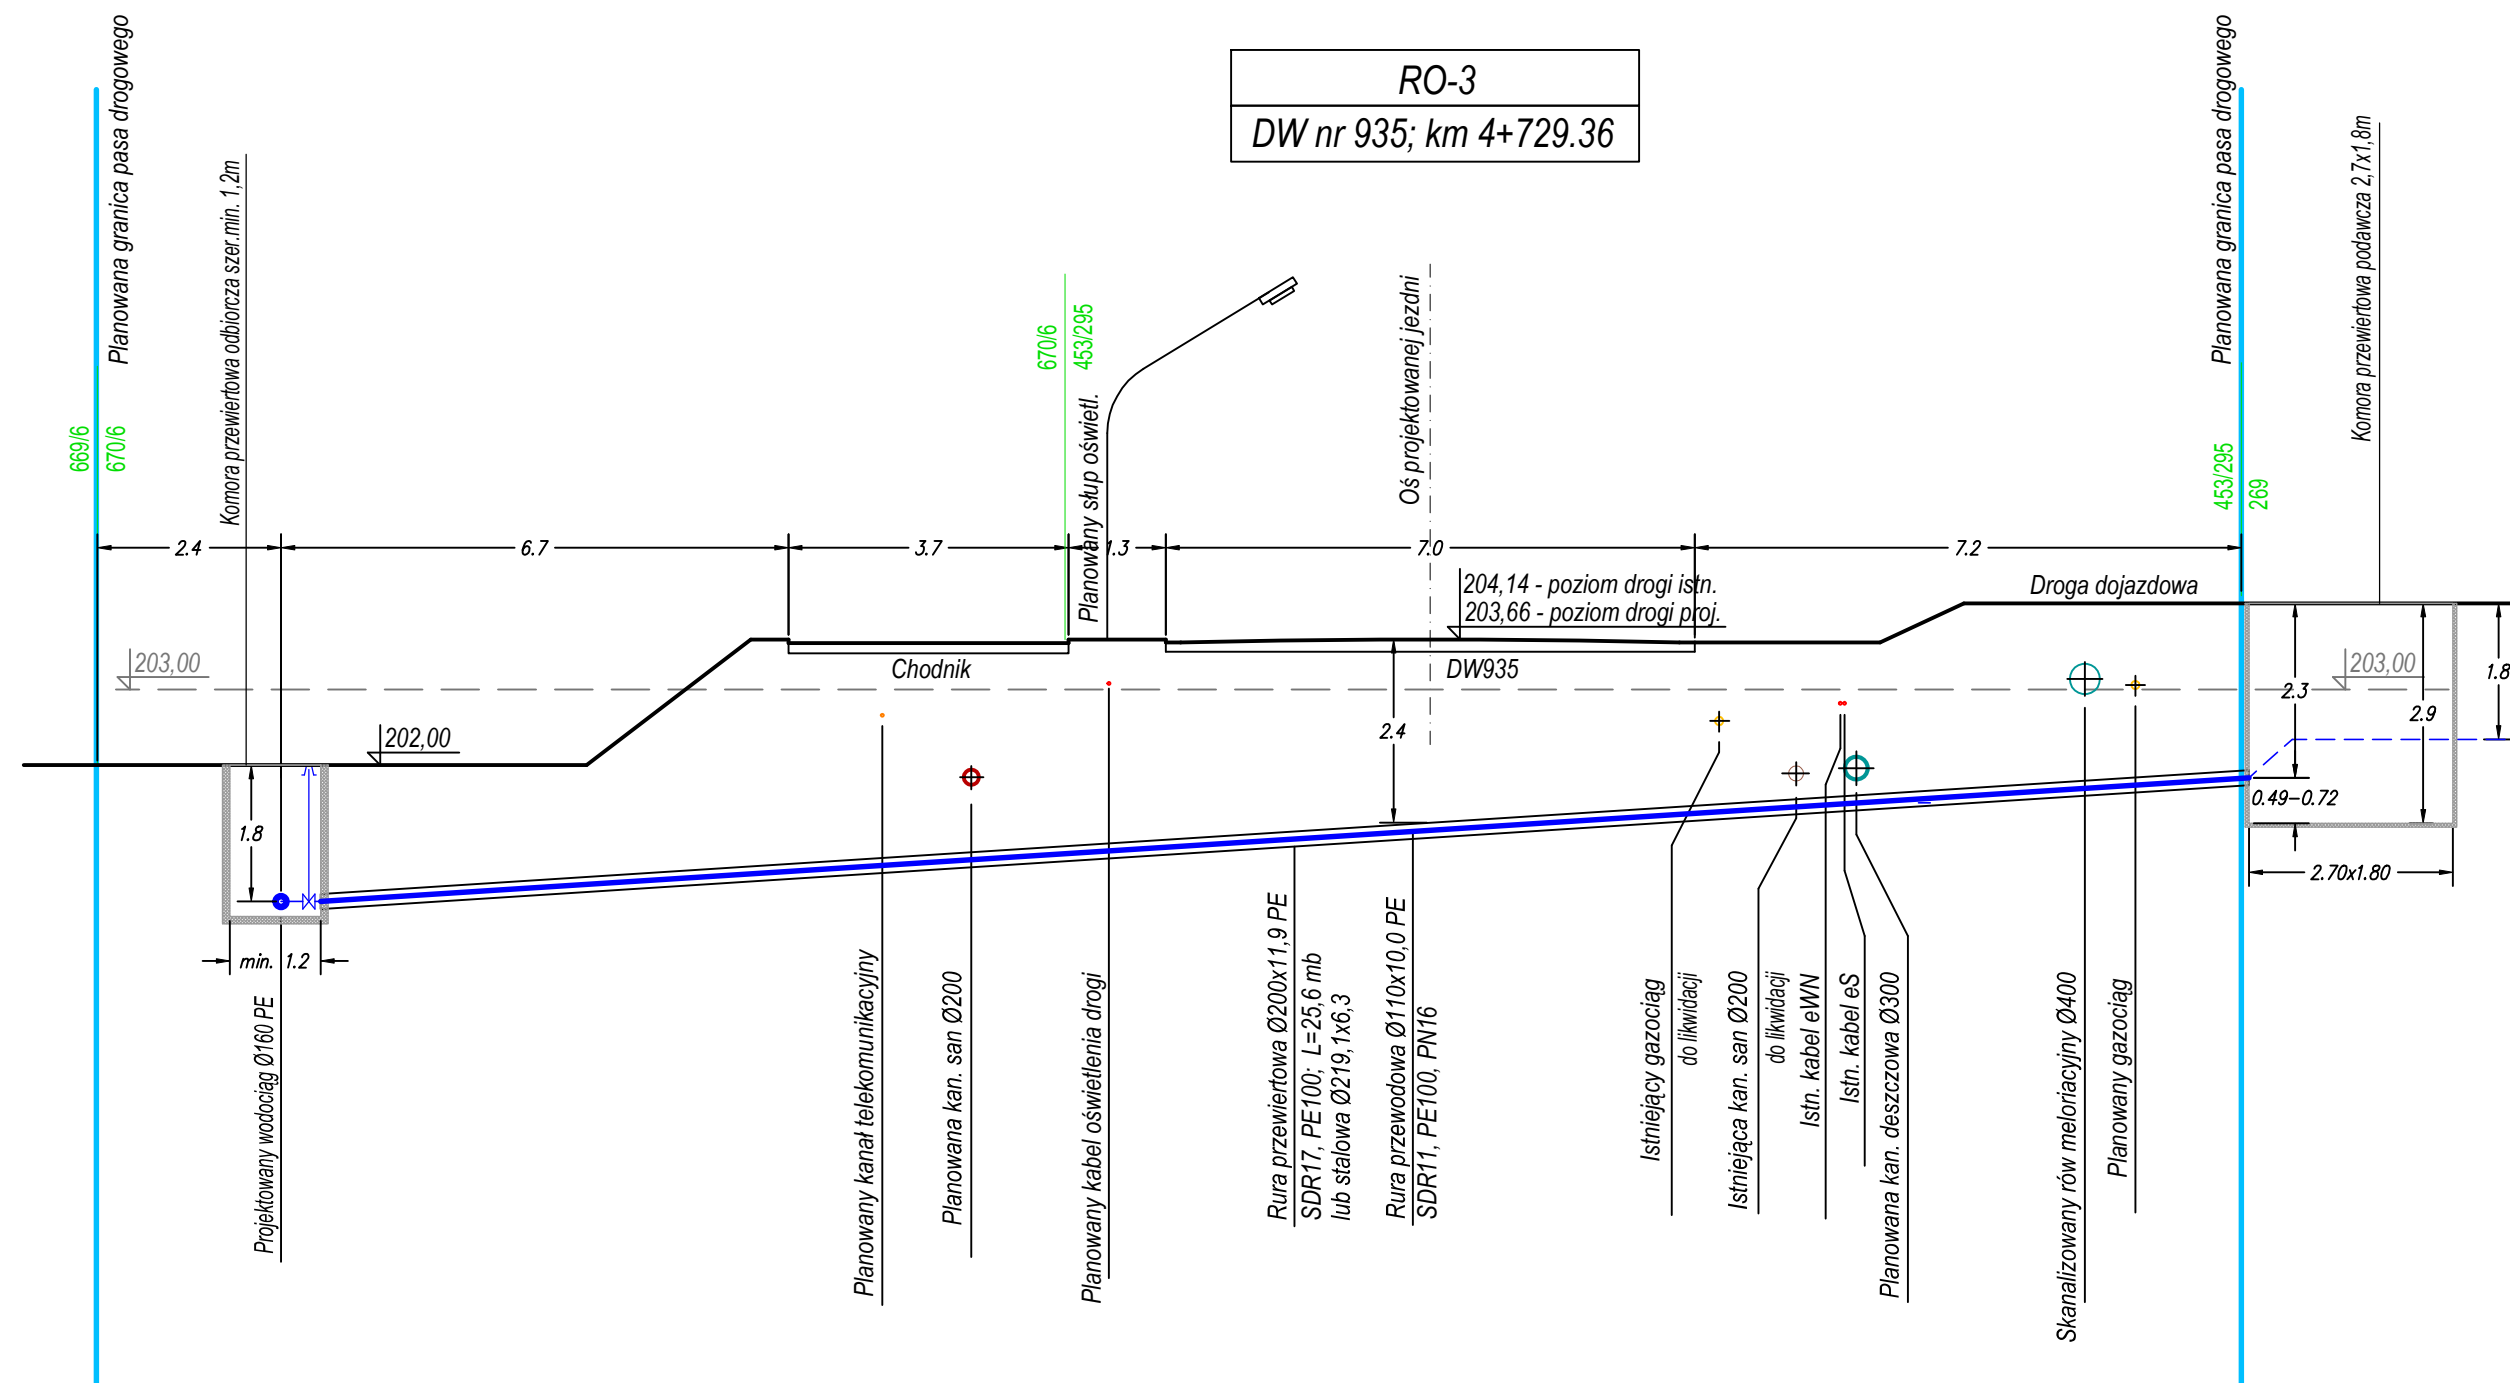 RO-3
DW nr 935; km 4+729.36
Planowana granica pasa drogowego
Komora przewiertowa odbiorcza szer.min. 1,2m
669/6
670/6
670/6
453/295
Planowany słup oświetl.
Oś projektowanej jezdni
Planowana granica pasa drogowego
Komora przewiertowa podawcza 2,7x1,8m
453/295
269
2.4
6.7
3.7
1.3
7.0
7.2
204,14 - poziom drogi istn.
203,66 - poziom drogi proj.
Droga dojazdowa
203,00
Chodnik
DW935
203,00
202,00
1.8
2.4
2.3
2.9
1.8
0.49-0.72
2.70x1.80
min. 1.2
Projektowany wodociąg Ø160 PE
Planowany kanał telekomunikacyjny
Planowana kan. san Ø200
Planowany kabel oświetlenia drogi
Rura przewiertowa Ø200x11,9 PE
SDR17, PE100; L=25,6 mb
lub stalowa Ø219,1x6,3
Rura przewodowa Ø110x10,0 PE
SDR11, PE100, PN16
Istniejący gazociąg
do likwidacji
Istniejąca kan. san Ø200
do likwidacji
Istn. kabel eWN
Istn. kabel eS
Planowana kan. deszczowa Ø300
Skanalizowany rów meloriacyjny Ø400
Planowany gazociąg